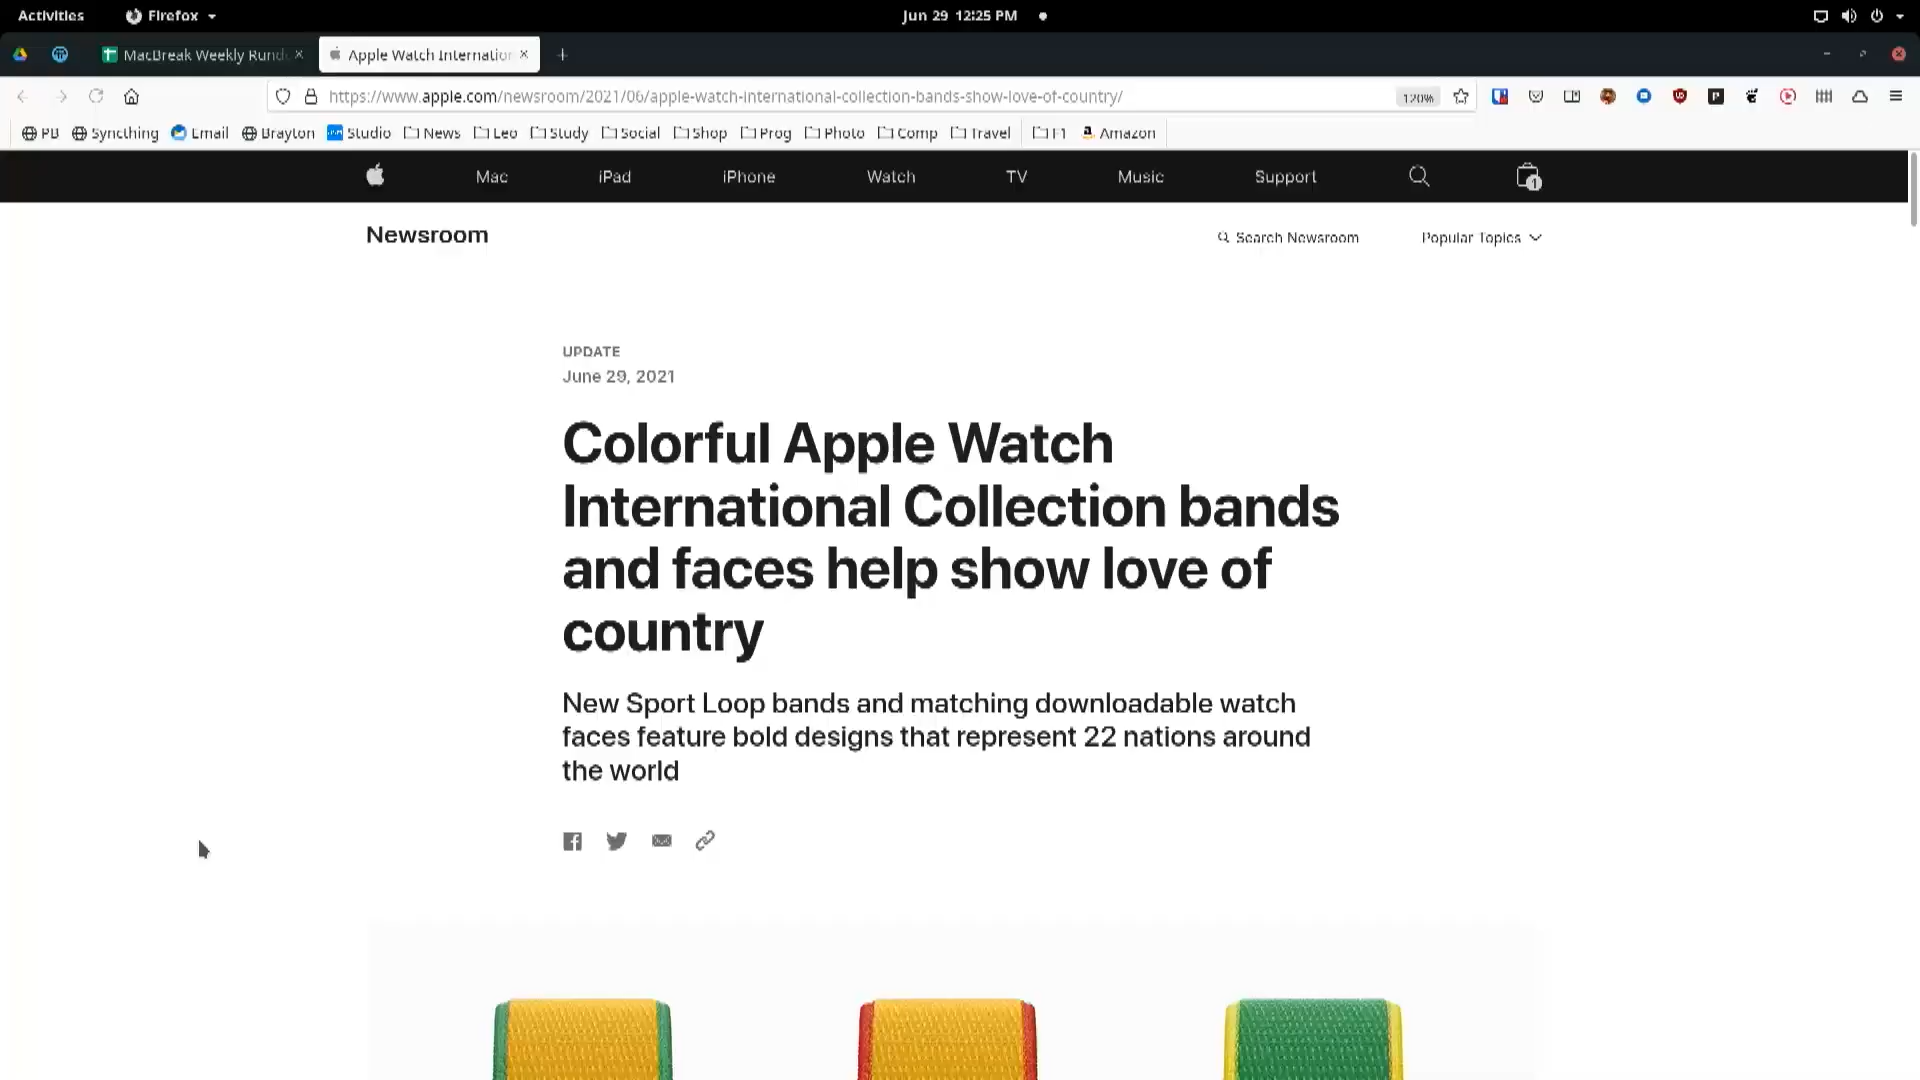 Activities Firefox Jun 29 12:25 PM
MacBreak Weekly Rund Apple Watch Internation
https://www.apple.com/newsroom/2021/06/apple-watch-international-collection-bands-show-love-of-country/ 120%
PB Syncthing Email Brayton Studio News Leo Study Social Shop Prog Photo Comp Travel F1 Amazon
Mac iPad iPhone Watch TV Music Support 1
Newsroom Search Newsroom Popular Topics
UPDATE
June 29, 2021
Colorful Apple Watch
International Collection bands
and faces help show love of
country
New Sport Loop bands and matching downloadable watch
faces feature bold designs that represent 22 nations around
the world